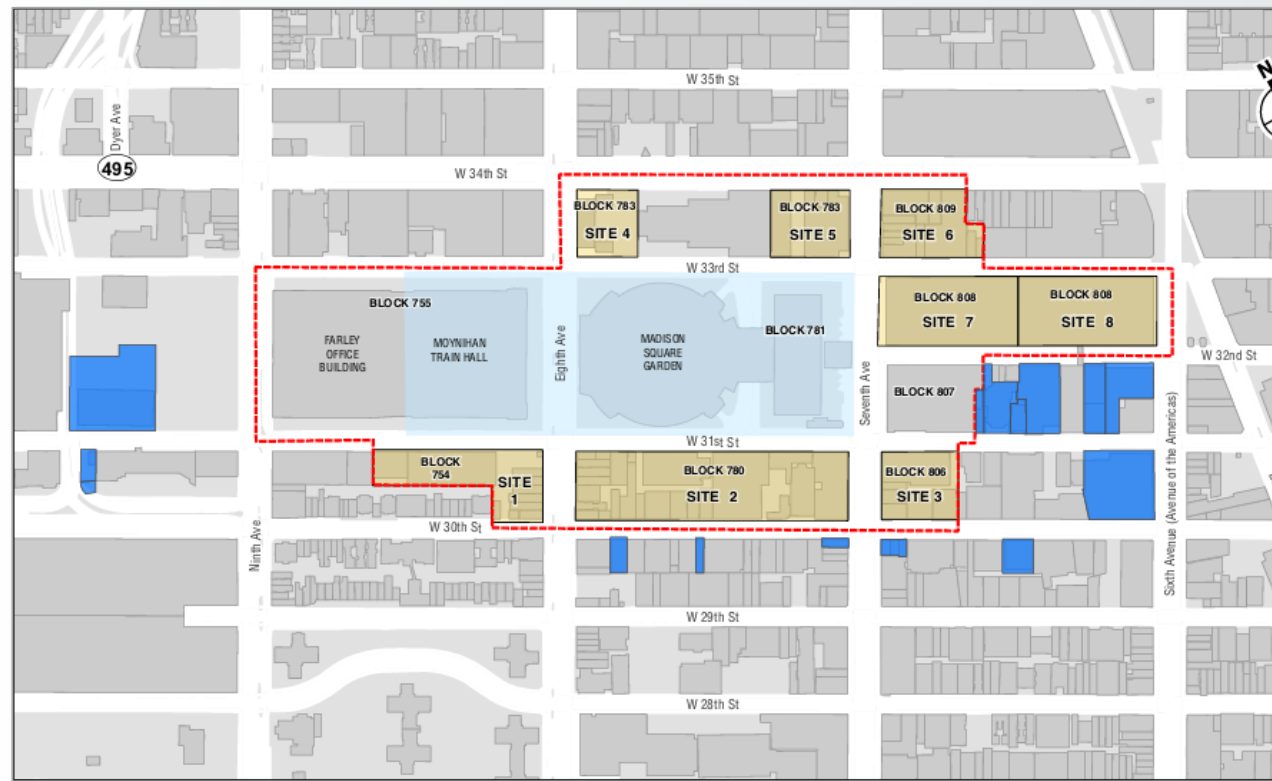 N
W 35th St
Dyer Ave
495
W 34th St
BLOCK 783
SITE 4
BLOCK 783
SITE 5
BLOCK 809
SITE 6
W 33rd St
BLOCK 755
FARLEY
OFFICE
BUILDING
MOYNIHAN
TRAIN HALL
Eighth Ave
MADISON
SQUARE
GARDEN
BLOCK 781
BLOCK 808
SITE 7
BLOCK 808
SITE 8
W 32nd St
Seventh Ave
BLOCK 807
Sixth Avenue (Avenue of the Americas)
W 31st St
BLOCK
754
SITE
1
BLOCK 780
SITE 2
BLOCK 806
SITE 3
W 30th St
Ninth Ave
W 29th St
W 28th St